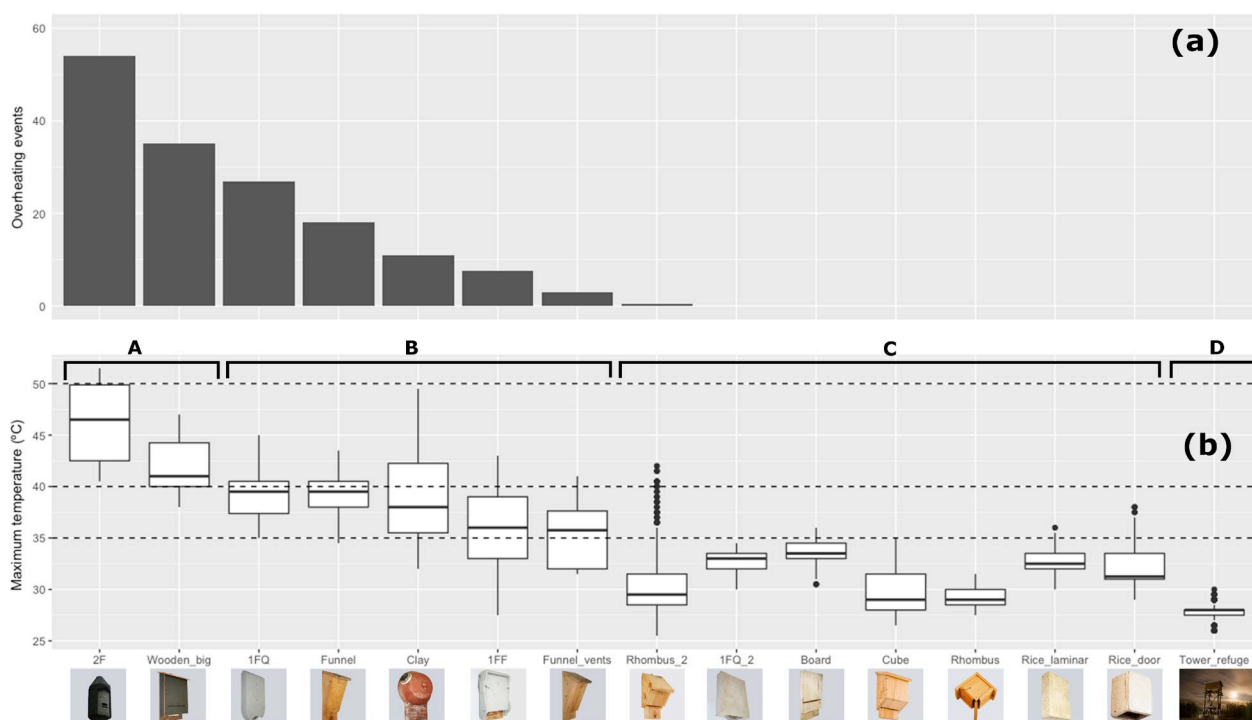 60
(a)
40
20
0
Overheating events
A B C D
50
45
(b)
40
35
30
25
Maximum temperature (°C)
2F Wooden_big 1FQ Funnel Clay 1FF Funnel_vents Rhombus_2 1FQ_2 Board Cube Rhombus Rice_laminar Rice_door Tower_refuge